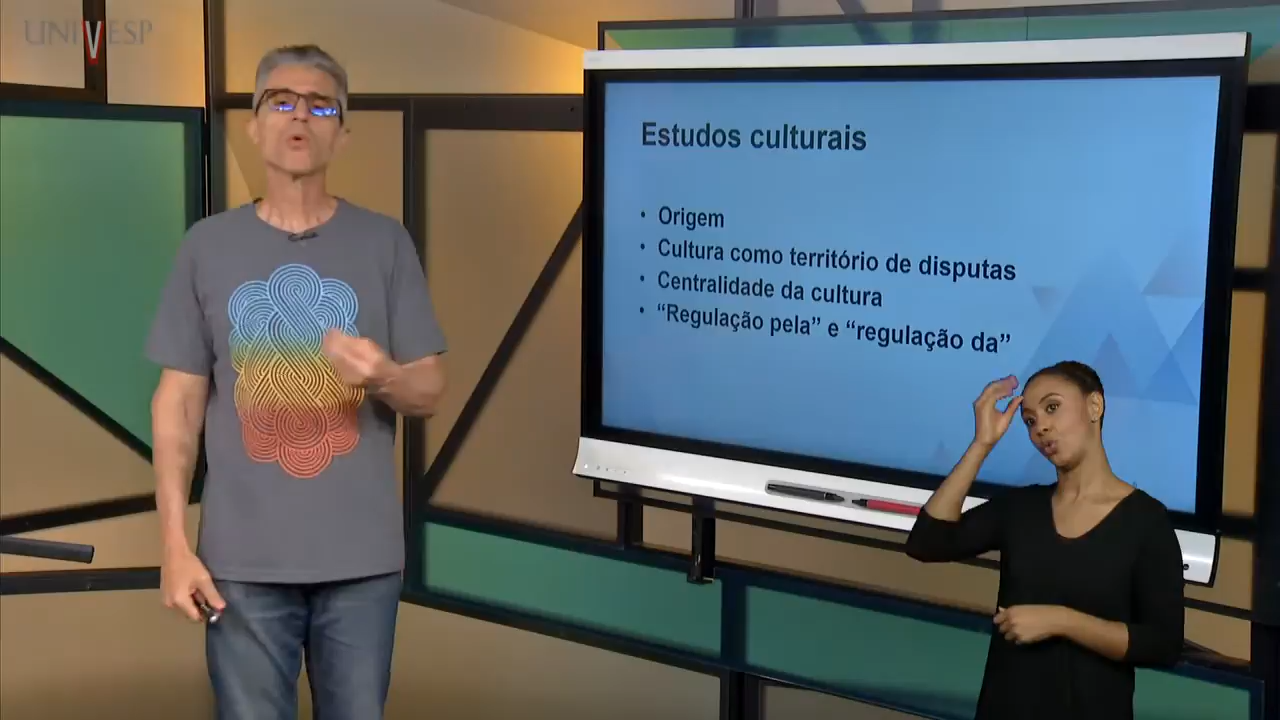 UNIVESP
Estudos culturais
• Origem
• Cultura como território de disputas
• Centralidade da cultura
• “Regulação pela” e “regulação da”